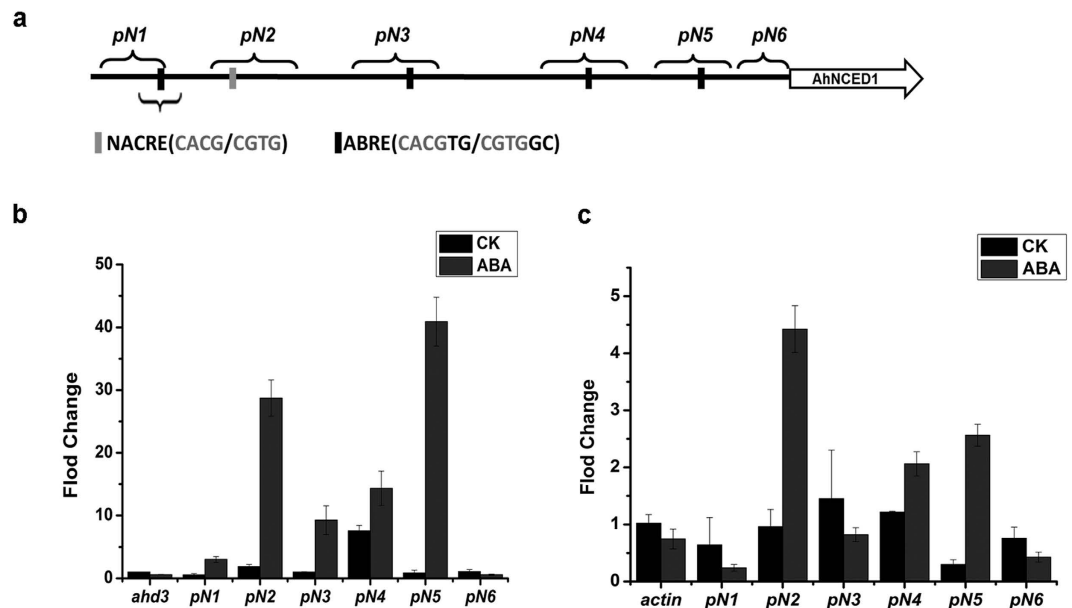 a
pN1 pN2 pN3 pN4 pN5 pN6
AhNCED1
NACRE(CACG/CGTG) ABRE(CACGTG/CGTGGC)
b
CK
ABA
Flod Change
50
40
30
20
10
0
ahd3 pN1 pN2 pN3 pN4 pN5 pN6
c
CK
ABA
Flod Change
5
4
3
2
1
0
actin pN1 pN2 pN3 pN4 pN5 pN6